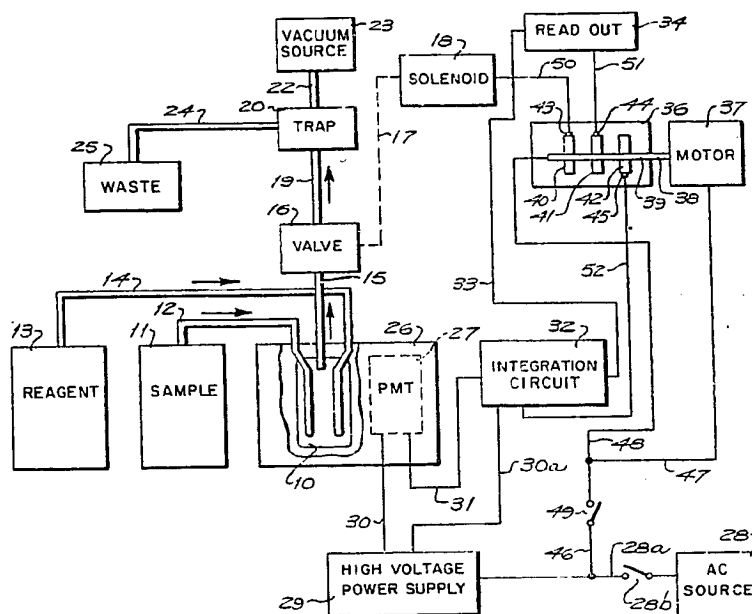 VACUUM
SOURCE
23
22
20
TRAP
24
25
WASTE
19
16
VALVE
17
15
18
SOLENOID
50
READ OUT
34
51
43
44
36
37
MOTOR
40
41
42
45
39
38
52
33
14
12
13
REAGENT
11
SAMPLE
26
27
PMT
10
32
INTEGRATION
CIRCUIT
30
31
30a
48
47
49
46
28a
28b
28
AC
SOURCE
29
HIGH VOLTAGE
POWER SUPPLY